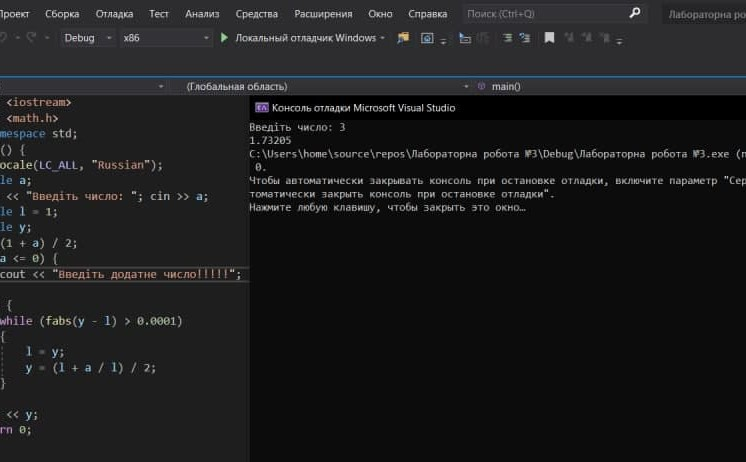 Проект Сборка Отладка Тест Анализ Средства Расширения Окно Справка Поиск (Ctrl+Q) Лабораторна ро
Debug x86 Локальный отладчик Windows
(Глобальная область) main()
<iostream>
<math.h>
mespace std;
() {
ocale(LC_ALL, "Russian");
le a;
<< "Введіть число: "; cin >> a;
le l = 1;
le y;
(1 + a) / 2;
a <= 0) {
cout << "Введіть додатне число!!!!!";
{
while (fabs(y - l) > 0.0001)
{
l = y;
y = (l + a / l) / 2;
}
<< y;
rn 0;
Консоль отладки Microsoft Visual Studio
Введіть число: 3
1.73205
C:\Users\home\source\repos\Лабораторна робота №3\Debug\Лабораторна робота №3.exe (п
0.
Чтобы автоматически закрывать консоль при остановке отладки, включите параметр "Сер
томатически закрыть консоль при остановке отладки".
Нажмите любую клавишу, чтобы закрыть это окно…